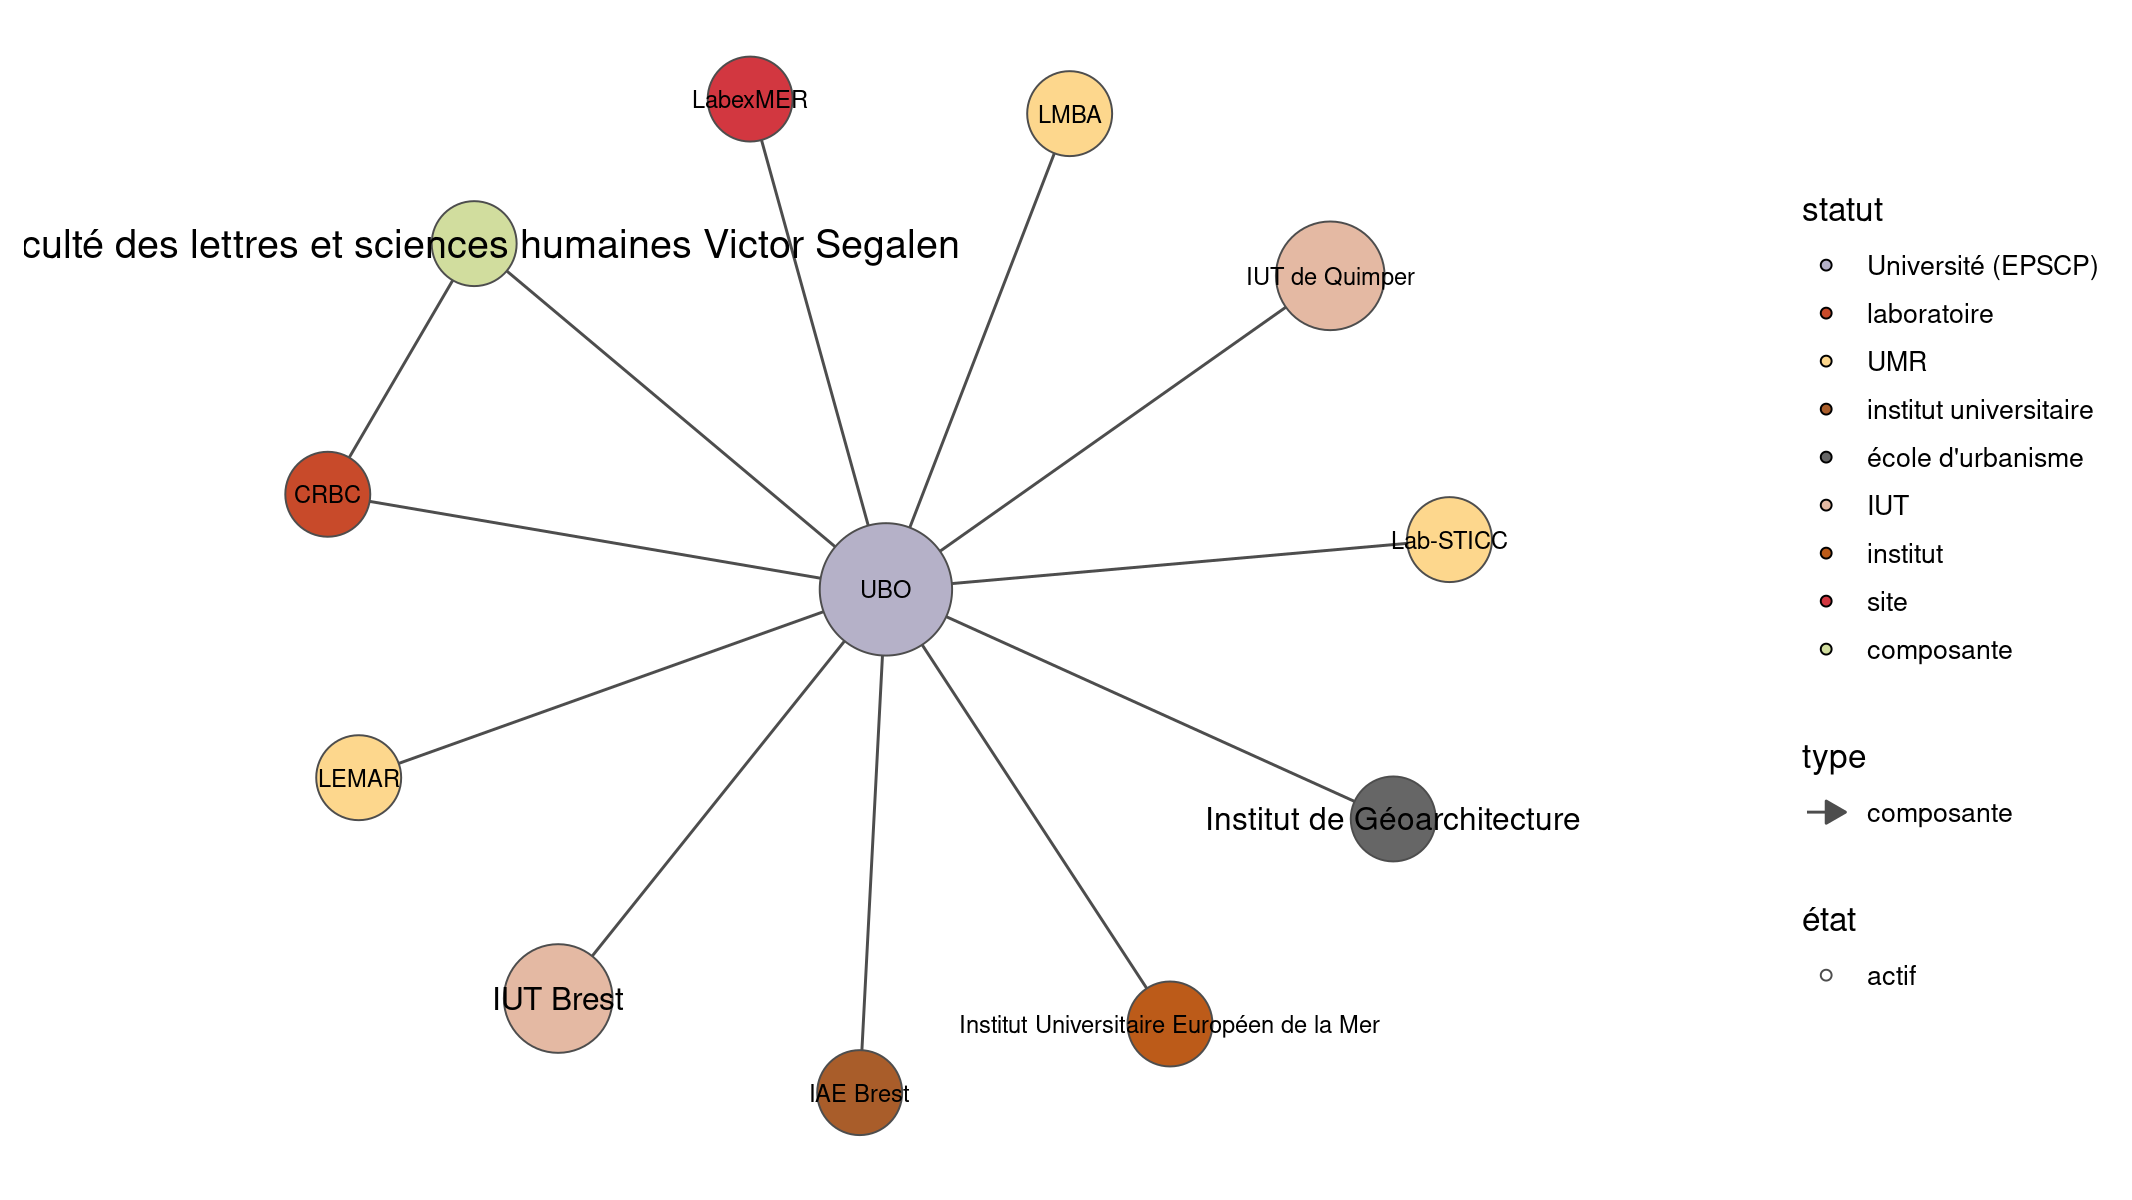 LabexMER
LMBA
culté des lettres et sciences humaines Victor Segalen
IUT de Quimper
CRBC
Lab-STICC
UBO
LEMAR
Institut de Géoarchitecture
IUT Brest
Institut Universitaire Européen de la Mer
IAE Brest
statut
Université (EPSCP)
laboratoire
UMR
institut universitaire
école d'urbanisme
IUT
institut
site
composante
type
composante
état
actif